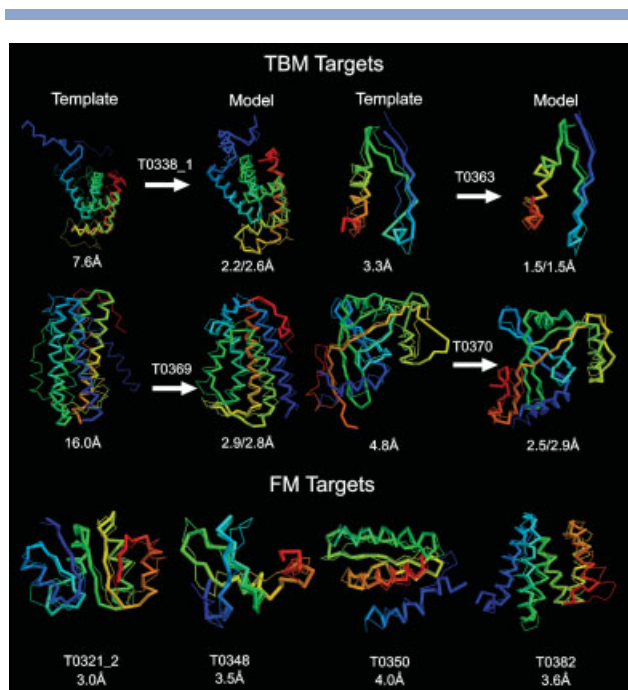 TBM Targets
Template Model Template Model
T0338_1 T0363
7.6Å 2.2/2.6Å 3.3Å 1.5/1.5Å
T0369 T0370
16.0Å 2.9/2.8Å 4.8Å 2.5/2.9Å
FM Targets
T0321_2 T0348 T0350 T0382
3.0Å 3.5Å 4.0Å 3.6Å